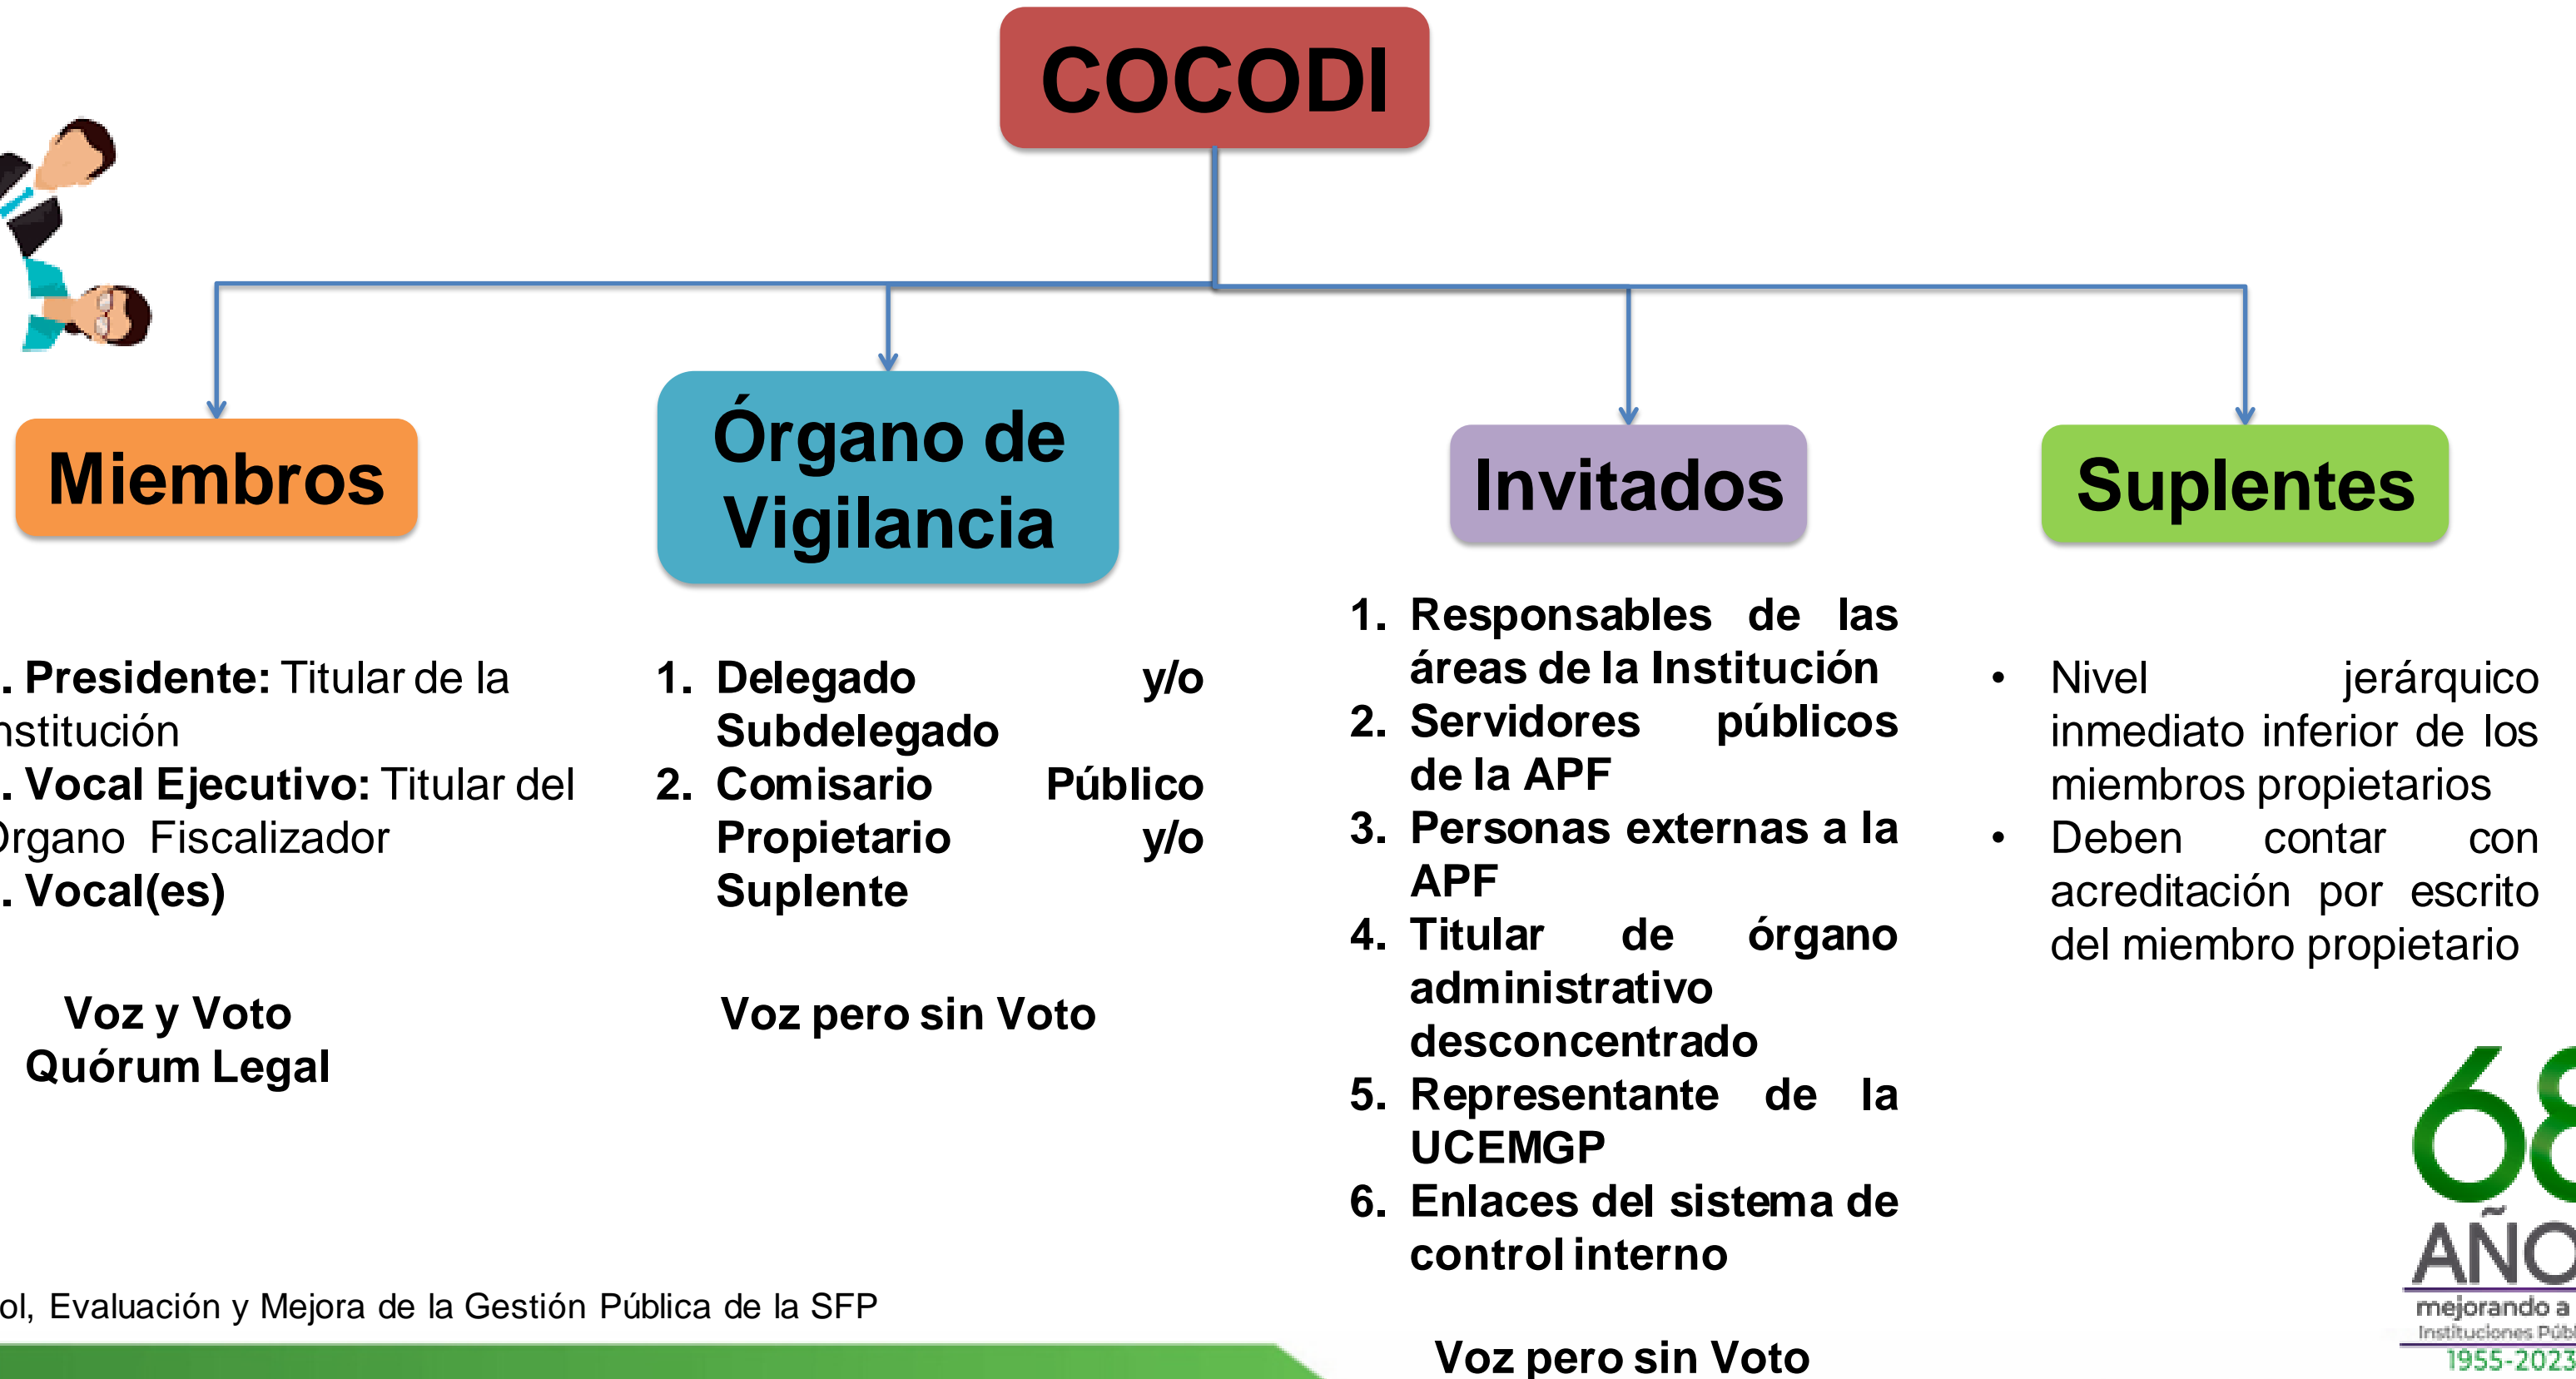 COCODI
Miembros
. Presidente: Titular de la
nstitución
. Vocal Ejecutivo: Titular del
Órgano Fiscalizador
. Vocal(es)
Voz y Voto
Quórum Legal
Órgano de
Vigilancia
1. Delegado y/o
Subdelegado
2. Comisario Público
Propietario y/o
Suplente
Voz pero sin Voto
Invitados
1. Responsables de las
áreas de la Institución
2. Servidores públicos
de la APF
3. Personas externas a la
APF
4. Titular de órgano
administrativo
desconcentrado
5. Representante de la
UCEMGP
6. Enlaces del sistema de
control interno
Voz pero sin Voto
Suplentes
• Nivel jerárquico
inmediato inferior de los
miembros propietarios
• Deben contar con
acreditación por escrito
del miembro propietario
ol, Evaluación y Mejora de la Gestión Pública de la SFP
68
AÑO
mejorando a
Instituciones Públ
1955-2023